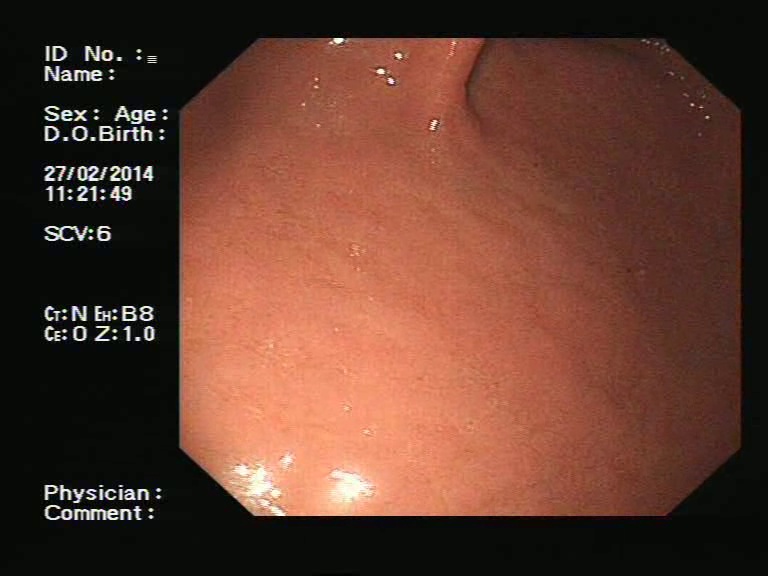 ID No. :
Name:
Sex: Age:
D.O.Birth:
27/02/2014
11:21:49
SCV:6
CT:N EH:B8
CE:0 Z:1.0
Physician:
Comment: